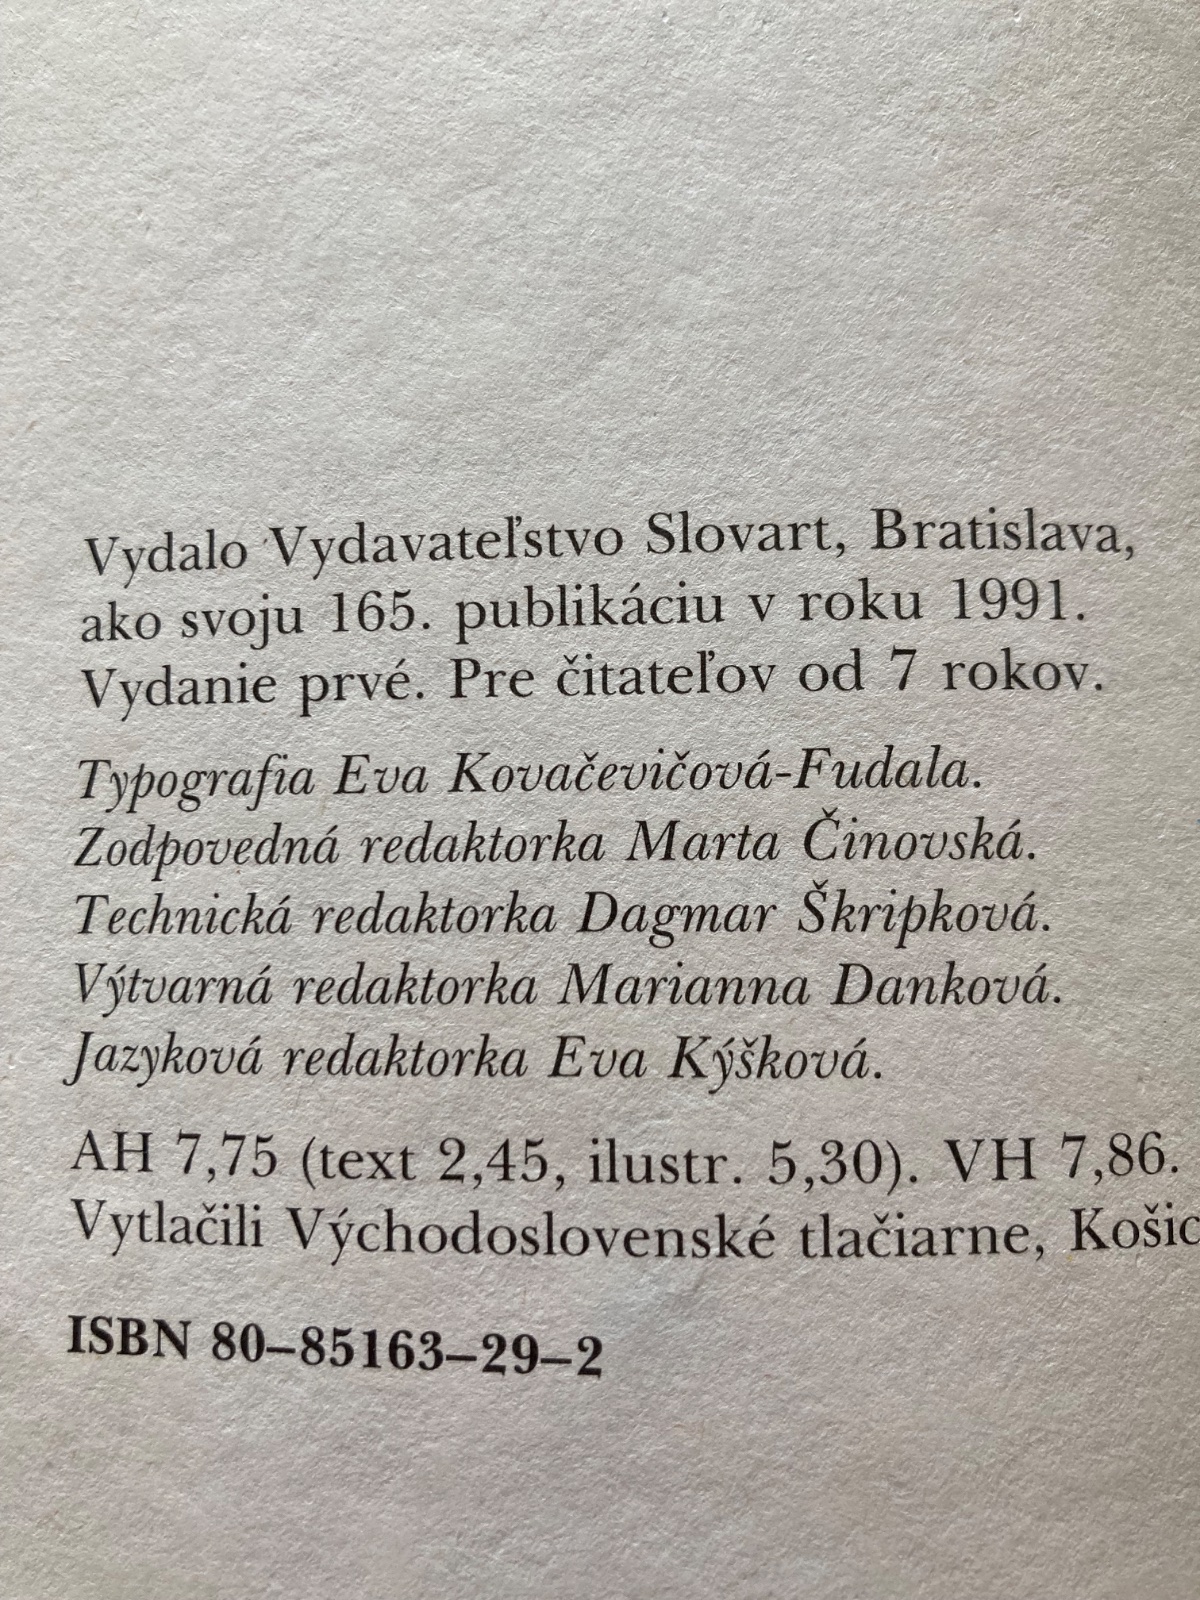 Vydalo Vydavateľstvo Slovart, Bratislava,
ako svoju 165. publikáciu v roku 1991.
Vydanie prvé. Pre čitateľov od 7 rokov.
Typografia Eva Kovačevičová-Fudala.
Zodpovedná redaktorka Marta Činovská.
Technická redaktorka Dagmar Škripková.
Výtvarná redaktorka Marianna Danková.
Jazyková redaktorka Eva Kýšková.
AH 7,75 (text 2,45, ilustr. 5,30). VH 7,86.
Vytlačili Východoslovenské tlačiarne,
ISBN 80–85163–29–2